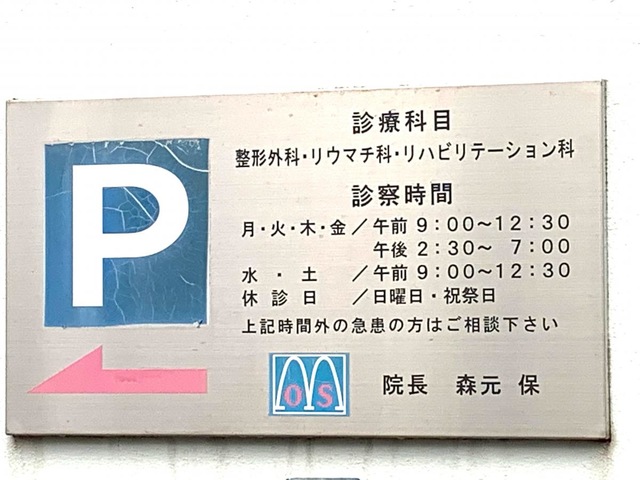 P
診療科目
整形外科・リウマチ科・リハビリテーション科
診察時間
月・火・木・金／午前 9：00〜12：30
午後 2：30〜 7：00
水・土／午前 9：00〜12：30
休診日／日曜日・祝祭日
上記時間外の急患の方はご相談下さい
MOS
院長 森元 保